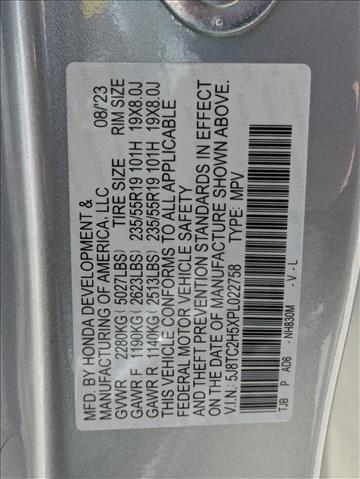 MFD. BY HONDA DEVELOPMENT & 08/23
MANUFACTURING OF AMERICA, LLC
TIRE SIZE RIM SIZE
GVWR 2280KG(5027LBS)
GAWR F 1190KG(2623LBS) 235/55R19 101H 19X8.0J
GAWR R 1140KG(2513LBS) 235/55R19 101H 19X8.0J
THIS VEHICLE CONFORMS TO ALL APPLICABLE
FEDERAL MOTOR VEHICLE SAFETY
AND THEFT PREVENTION STANDARDS IN EFFECT
ON THE DATE OF MANUFACTURE SHOWN ABOVE.
V.I.N.: 5J8TC2H5XPL022758 TYPE: MPV
TJB P AD6 - NH830M - V - L